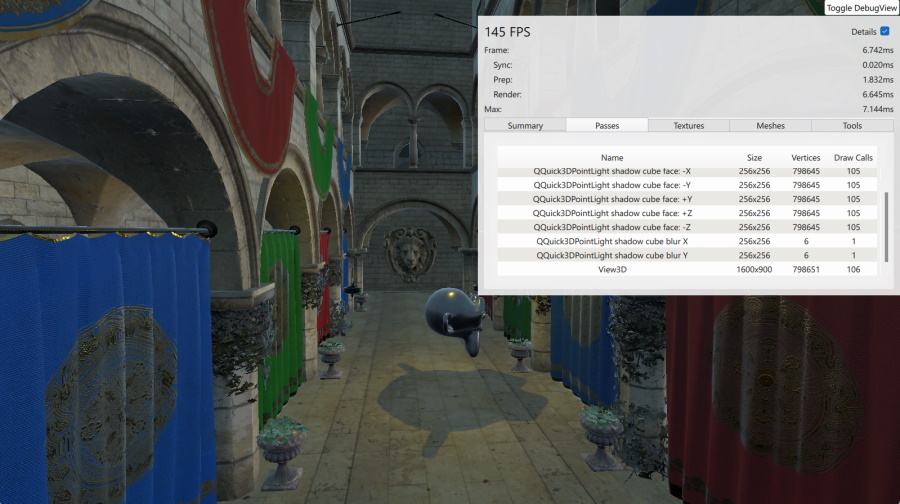 Toggle DebugView
145 FPS Details
Frame: 6.742ms
Sync: 0.020ms
Prep: 1.832ms
Render: 6.645ms
Max: 7.144ms
Summary Passes Textures Meshes Tools
Name Size Vertices Draw Calls
QQuick3DPointLight shadow cube face: -X 256x256 798645 105
QQuick3DPointLight shadow cube face: -Y 256x256 798645 105
QQuick3DPointLight shadow cube face: +Y 256x256 798645 105
QQuick3DPointLight shadow cube face: +Z 256x256 798645 105
QQuick3DPointLight shadow cube face: -Z 256x256 798645 105
QQuick3DPointLight shadow cube blur X 256x256 6 1
QQuick3DPointLight shadow cube blur Y 256x256 6 1
View3D 1600x900 798651 106